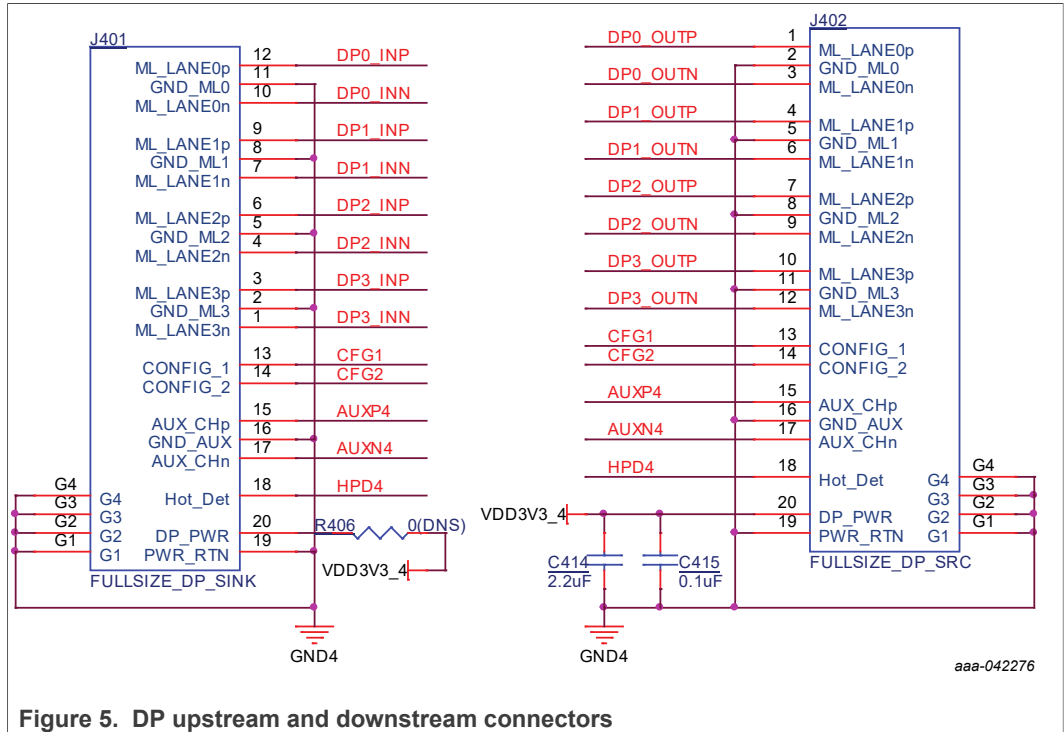 J401
12 DP0_INP
ML_LANE0p
11
GND_ML0
10 DP0_INN
ML_LANE0n
9 DP1_INP
ML_LANE1p
8
GND_ML1
7 DP1_INN
ML_LANE1n
6 DP2_INP
ML_LANE2p
5
GND_ML2
4 DP2_INN
ML_LANE2n
3 DP3_INP
ML_LANE3p
2
GND_ML3
1 DP3_INN
ML_LANE3n
13 CFG1
CONFIG_1
14 CFG2
CONFIG_2
15 AUXP4
AUX_CHp
16
GND_AUX
17 AUXN4
AUX_CHn
18 HPD4
Hot_Det
G4 G4
G3 G3
G2 G2
G1 G1
20 R406 0(DNS)
DP_PWR
19
PWR_RTN
VDD3V3_4
FULLSIZE_DP_SINK
GND4
J402
DP0_OUTP 1
ML_LANE0p
2
GND_ML0
DP0_OUTN 3
ML_LANE0n
DP1_OUTP 4
ML_LANE1p
5
GND_ML1
DP1_OUTN 6
ML_LANE1n
DP2_OUTP 7
ML_LANE2p
8
GND_ML2
DP2_OUTN 9
ML_LANE2n
DP3_OUTP 10
ML_LANE3p
11
GND_ML3
DP3_OUTN 12
ML_LANE3n
CFG1 13
CONFIG_1
CFG2 14
CONFIG_2
AUXP4 15
AUX_CHp
16
GND_AUX
AUXN4 17
AUX_CHn
HPD4 18
Hot_Det
G4 G4
G3 G3
G2 G2
G1 G1
VDD3V3_4 20
DP_PWR
19
PWR_RTN
FULLSIZE_DP_SRC
C414
2.2uF
C415
0.1uF
GND4
aaa-042276
Figure 5. DP upstream and downstream connectors